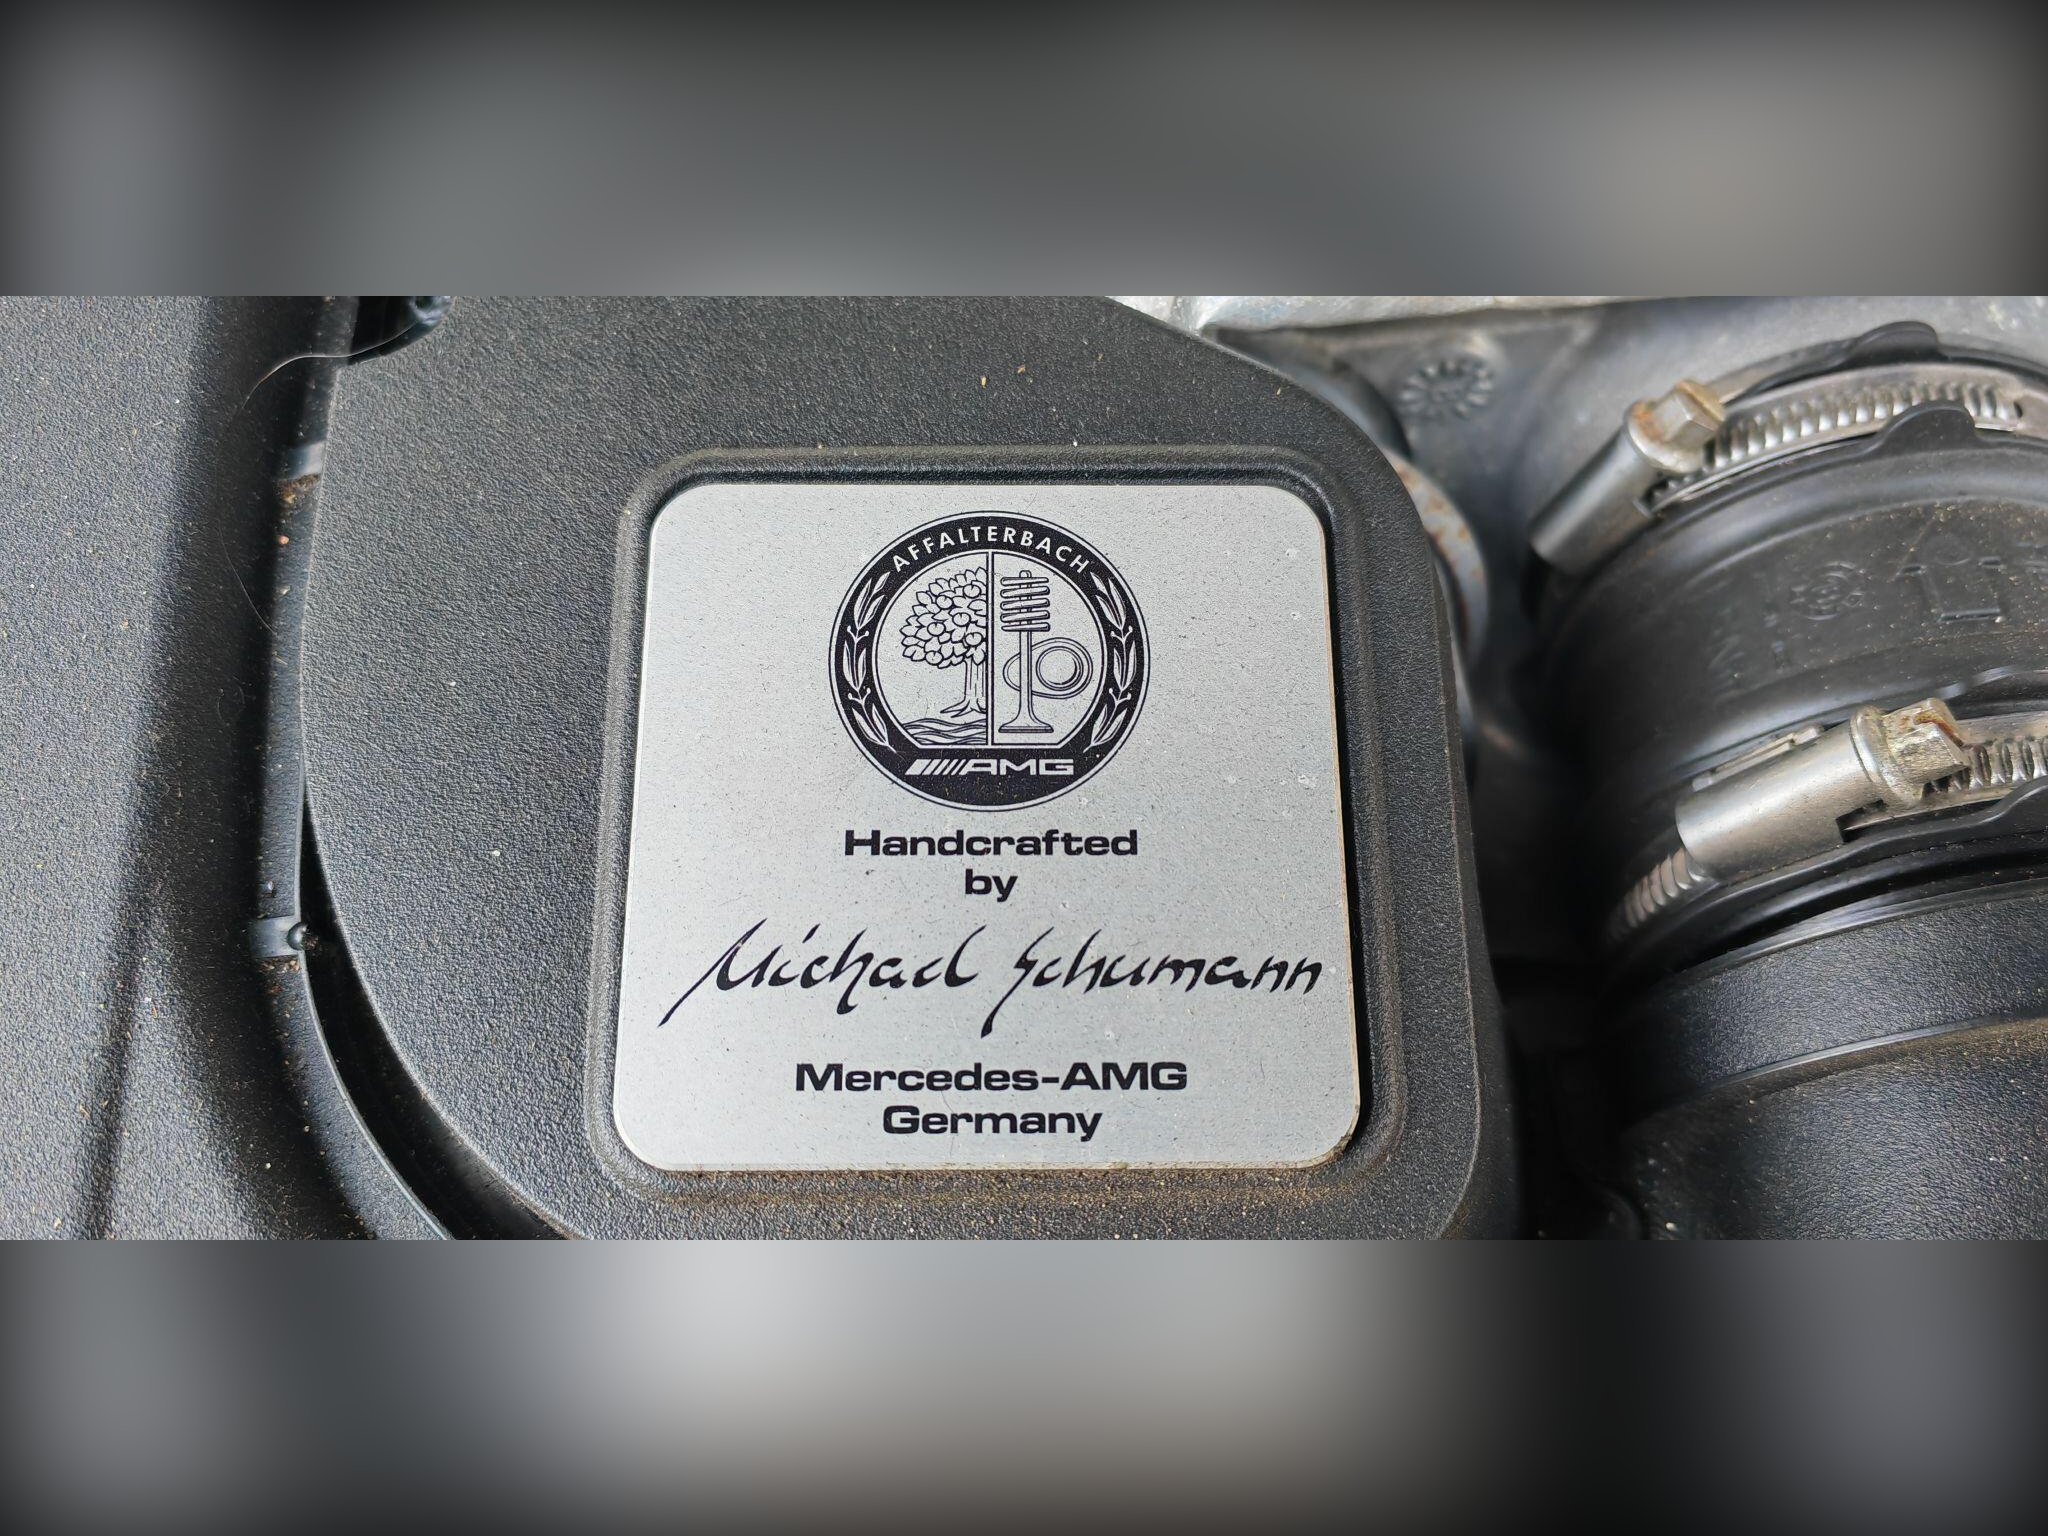 AFFALTERBACH
AMG
Handcrafted
by
Michael Schumann
Mercedes-AMG
Germany